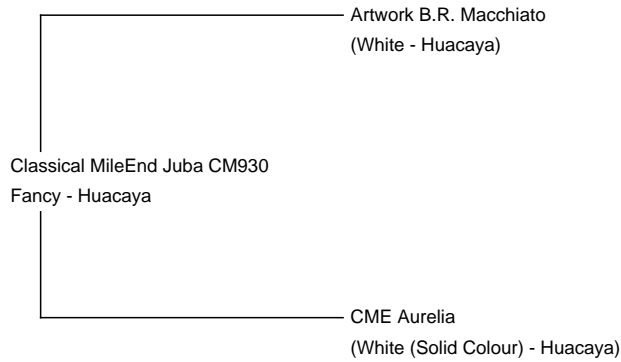 Artwork B.R. Macchiato
(White - Huacaya)
Classical MileEnd Juba CM930
Fancy - Huacaya
CME Aurelia
(White (Solid Colour) - Huacaya)